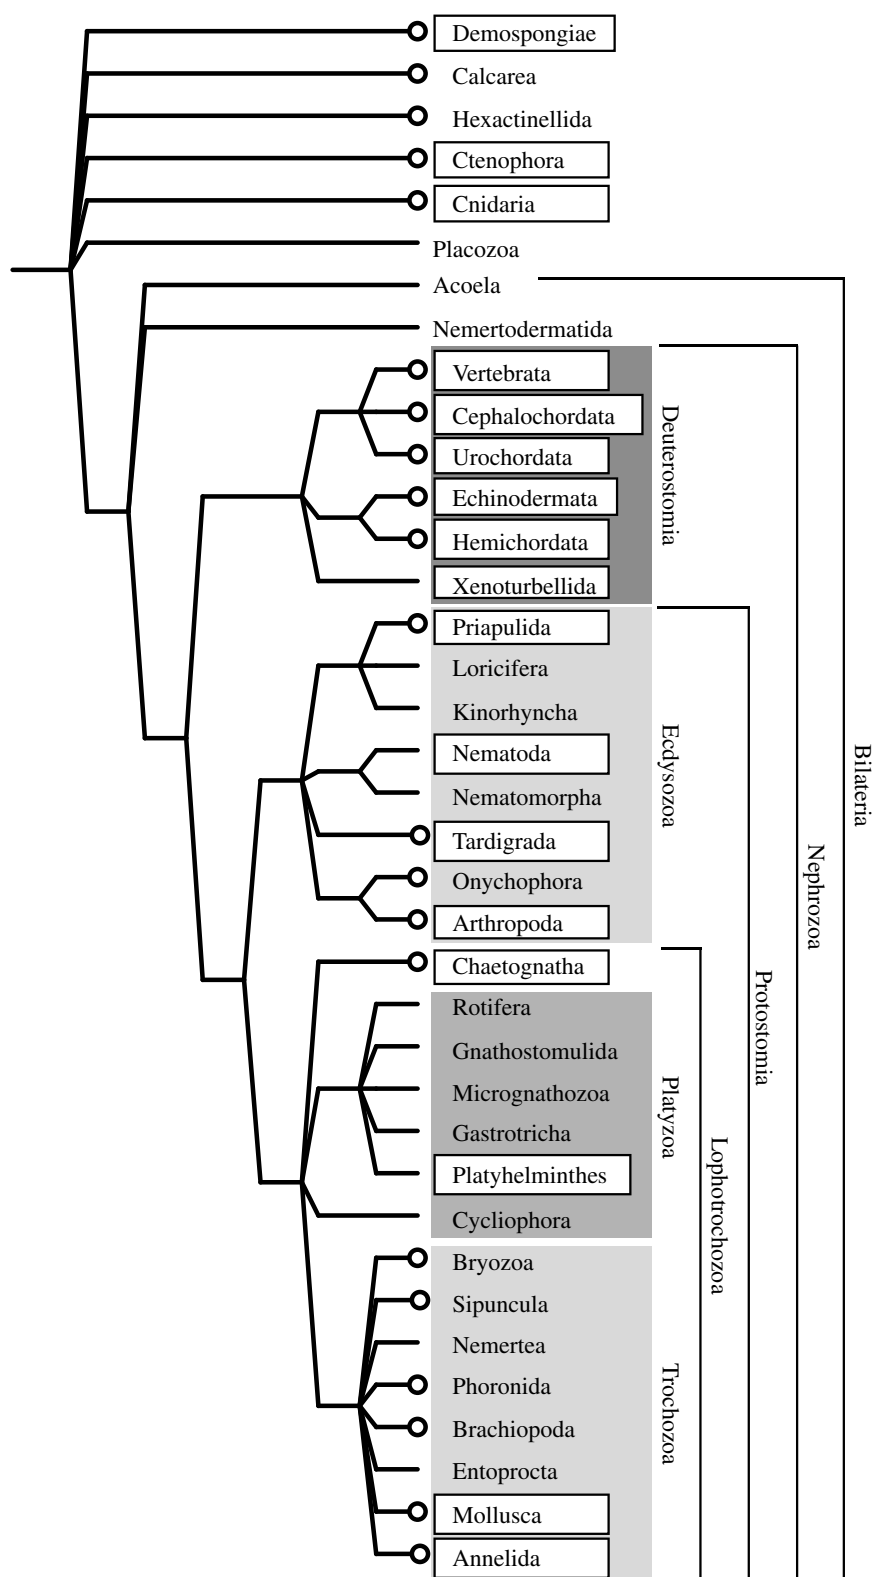 Demospongiae
Calcarea
Hexactinellida
Ctenophora
Cnidaria
Placozoa
Acoela
Nemertodermatida
Vertebrata
Cephalochordata
Urochordata
Echinodermata
Hemichordata
Xenoturbellida
Priapulida
Loricifera
Kinorhyncha
Nematoda
Nematomorpha
Tardigrada
Onychophora
Arthropoda
Chaetognatha
Rotifera
Gnathostomulida
Micrognathozoa
Gastrotricha
Platyhelminthes
Cycliophora
Bryozoa
Sipuncula
Nemertea
Phoronida
Brachiopoda
Entoprocta
Mollusca
Annelida
Deuterostomia
Ecdysozoa
Platyzoa
Trochozoa
Lophotrochozoa
Protostomia
Nephrozoa
Bilateria